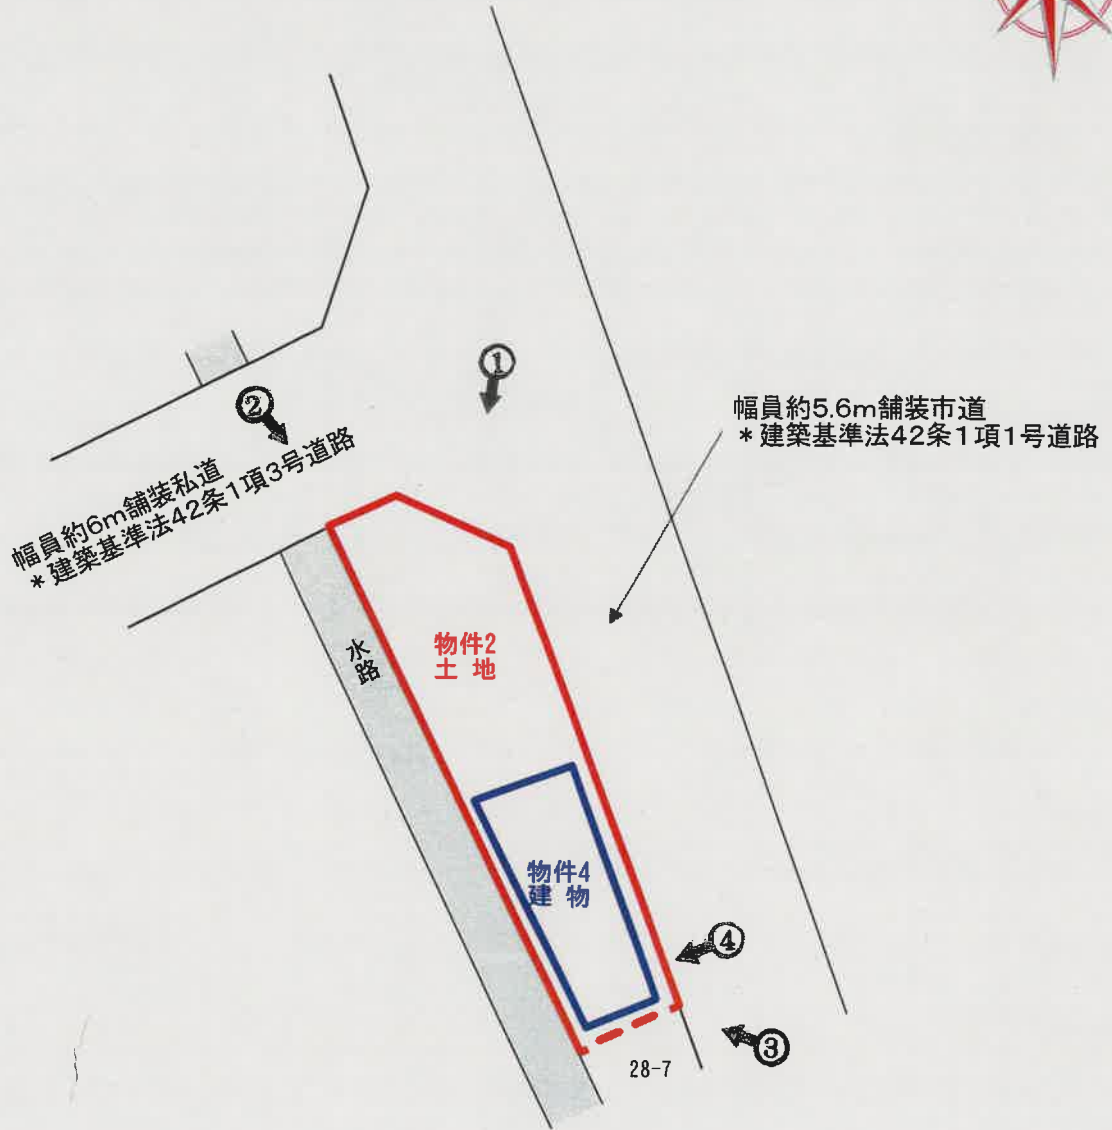 ①
②
幅員約5.6m舗装市道
*建築基準法42条1項1号道路
幅員約6m舗装私道
*建築基準法42条1項3号道路
水路
物件2
土 地
物件4
建 物
④
③
28-7